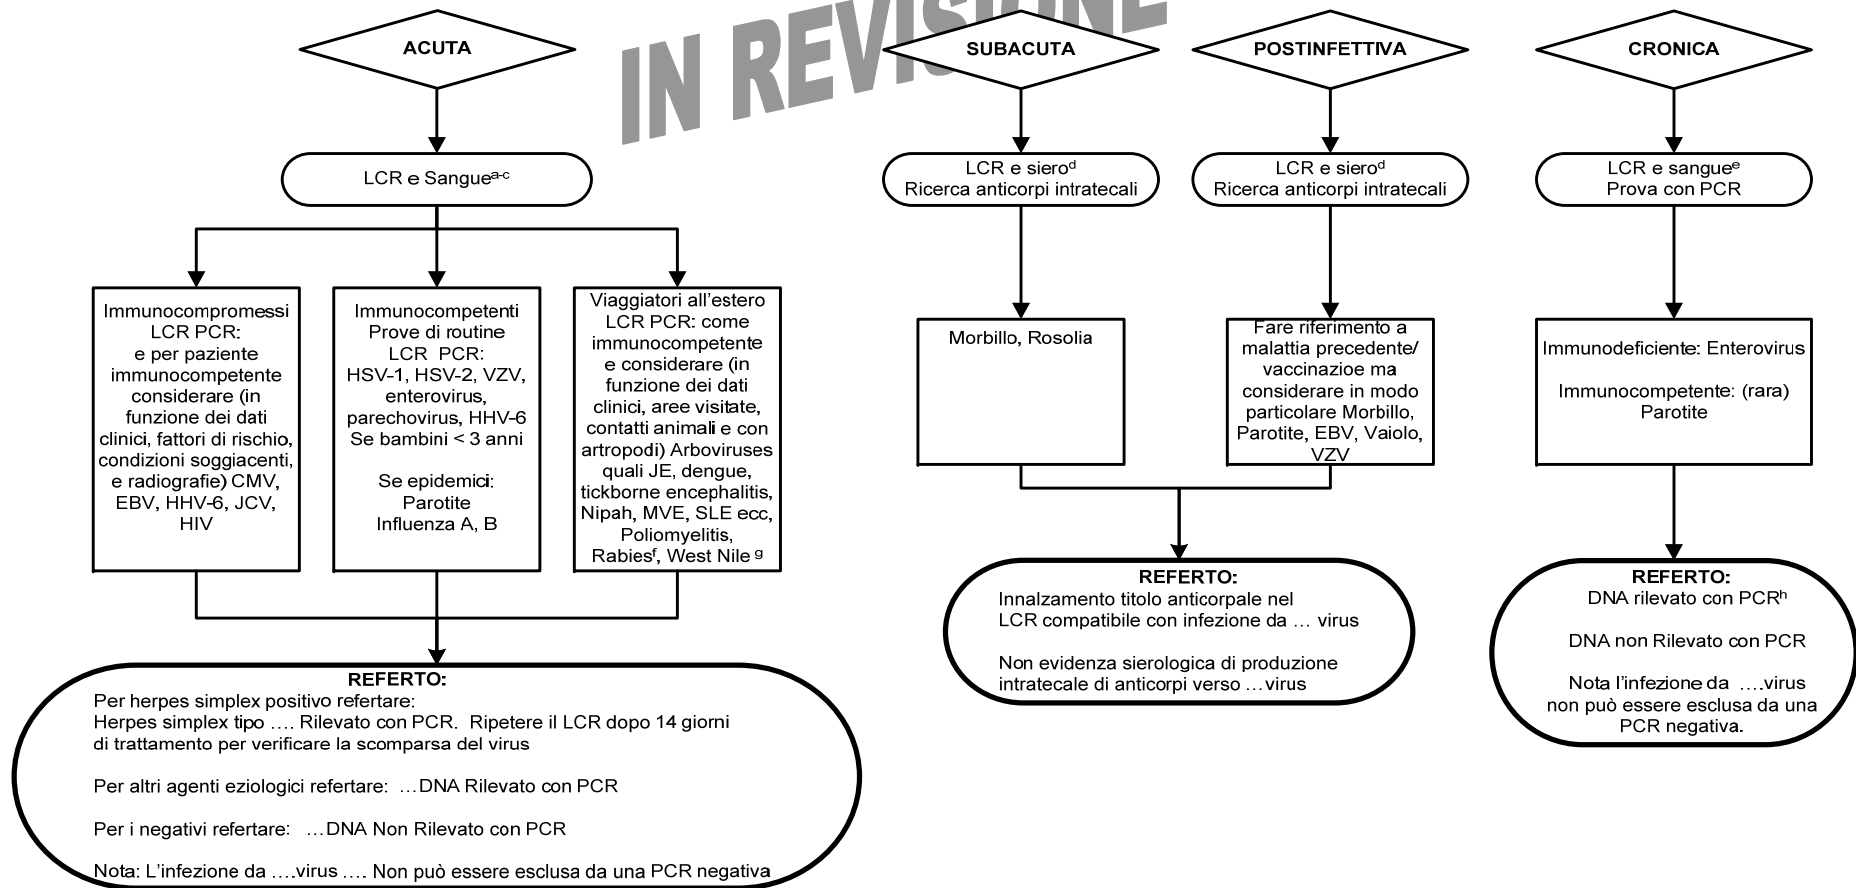 IN REVISIONE
ACUTA
LCR e Sangueᵃ⁻ᶜ
Immunocompromessi
LCR PCR:
e per paziente
immunocompetente
considerare (in
funzione dei dati
clinici, fattori di rischio,
condizioni soggiacenti,
e radiografie) CMV,
EBV, HHV-6, JCV,
HIV
Immunocompetenti
Prove di routine
LCR PCR:
HSV-1, HSV-2, VZV,
enterovirus,
parechovirus, HHV-6
Se bambini < 3 anni
Se epidemici:
Parotite
Influenza A, B
Viaggiatori all'estero
LCR PCR: come
immunocompetente
e considerare (in
funzione dei dati
clinici, aree visitate,
contatti animali e con
artropodi) Arboviruses
quali JE, dengue,
tickborne encephalitis,
Nipah, MVE, SLE ecc,
Poliomyelitis,
Rabiesᶠ, West Nile ᵍ
REFERTO:
Per herpes simplex positivo refertare:
Herpes simplex tipo .... Rilevato con PCR. Ripetere il LCR dopo 14 giorni
di trattamento per verificare la scomparsa del virus
Per altri agenti eziologici refertare: ...DNA Rilevato con PCR
Per i negativi refertare: ...DNA Non Rilevato con PCR
Nota: L'infezione da ....virus .... Non può essere esclusa da una PCR negativa
SUBACUTA
LCR e sieroᵈ
Ricerca anticorpi intratecali
Morbillo, Rosolia
POSTINFETTIVA
LCR e sieroᵈ
Ricerca anticorpi intratecali
Fare riferimento a
malattia precedente/
vaccinazioe ma
considerare in modo
particolare Morbillo,
Parotite, EBV, Vaiolo,
VZV
REFERTO:
Innalzamento titolo anticorpale nel
LCR compatibile con infezione da ... virus
Non evidenza sierologica di produzione
intratecale di anticorpi verso ...virus
CRONICA
LCR e sangueᵉ
Prova con PCR
Immunodeficiente: Enterovirus
Immunocompetente: (rara)
Parotite
REFERTO:
DNA rilevato con PCRʰ
DNA non Rilevato con PCR
Nota l'infezione da ....virus
non può essere esclusa da una
PCR negativa.